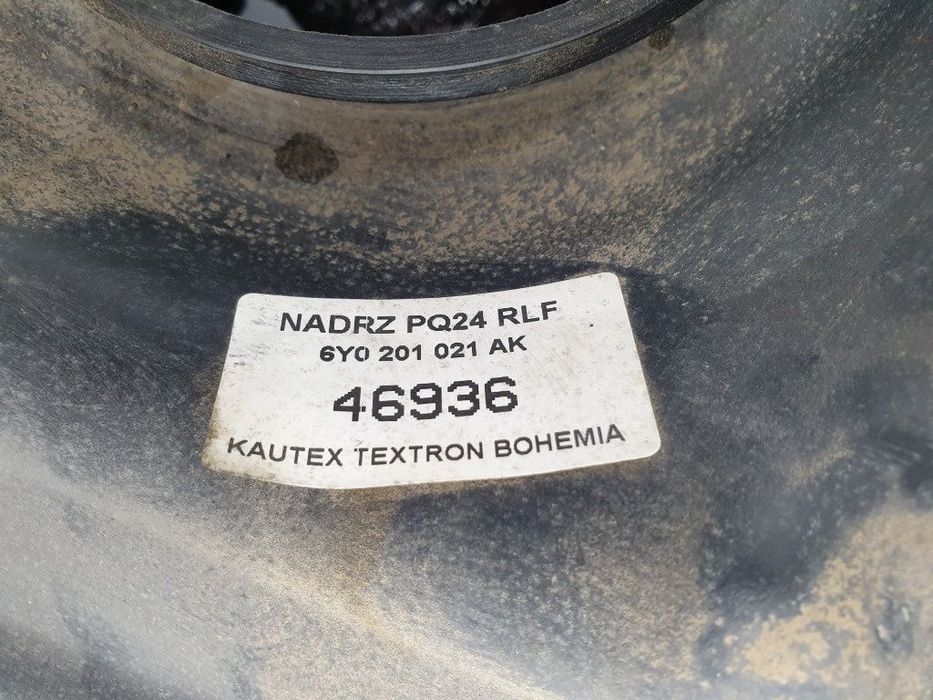 NADRZ PQ24 RLF
6Y0 201 021 AK
46936
KAUTEX TEXTRON BOHEMIA